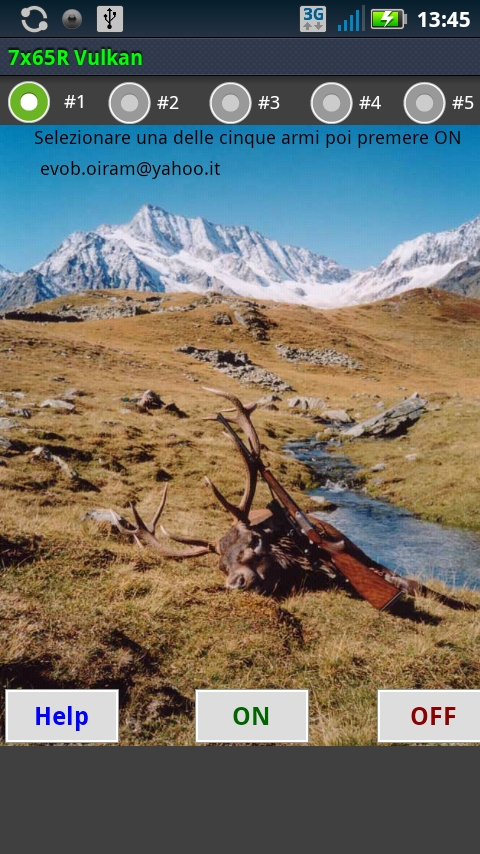 3G 13:45
7x65R Vulkan
#1 #2 #3 #4 #5
Selezionare una delle cinque armi poi premere ON
evob.oiram@yahoo.it
Help ON OFF